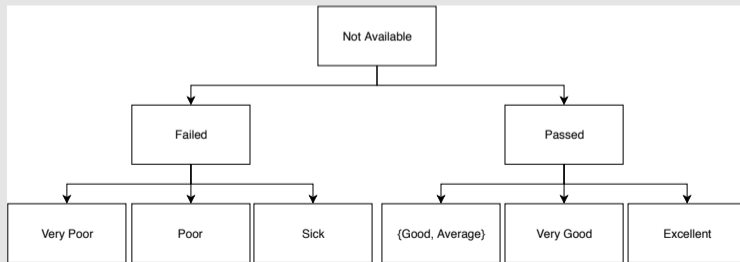 Not Available
Failed
Passed
Very Poor
Poor
Sick
{Good, Average}
Very Good
Excellent